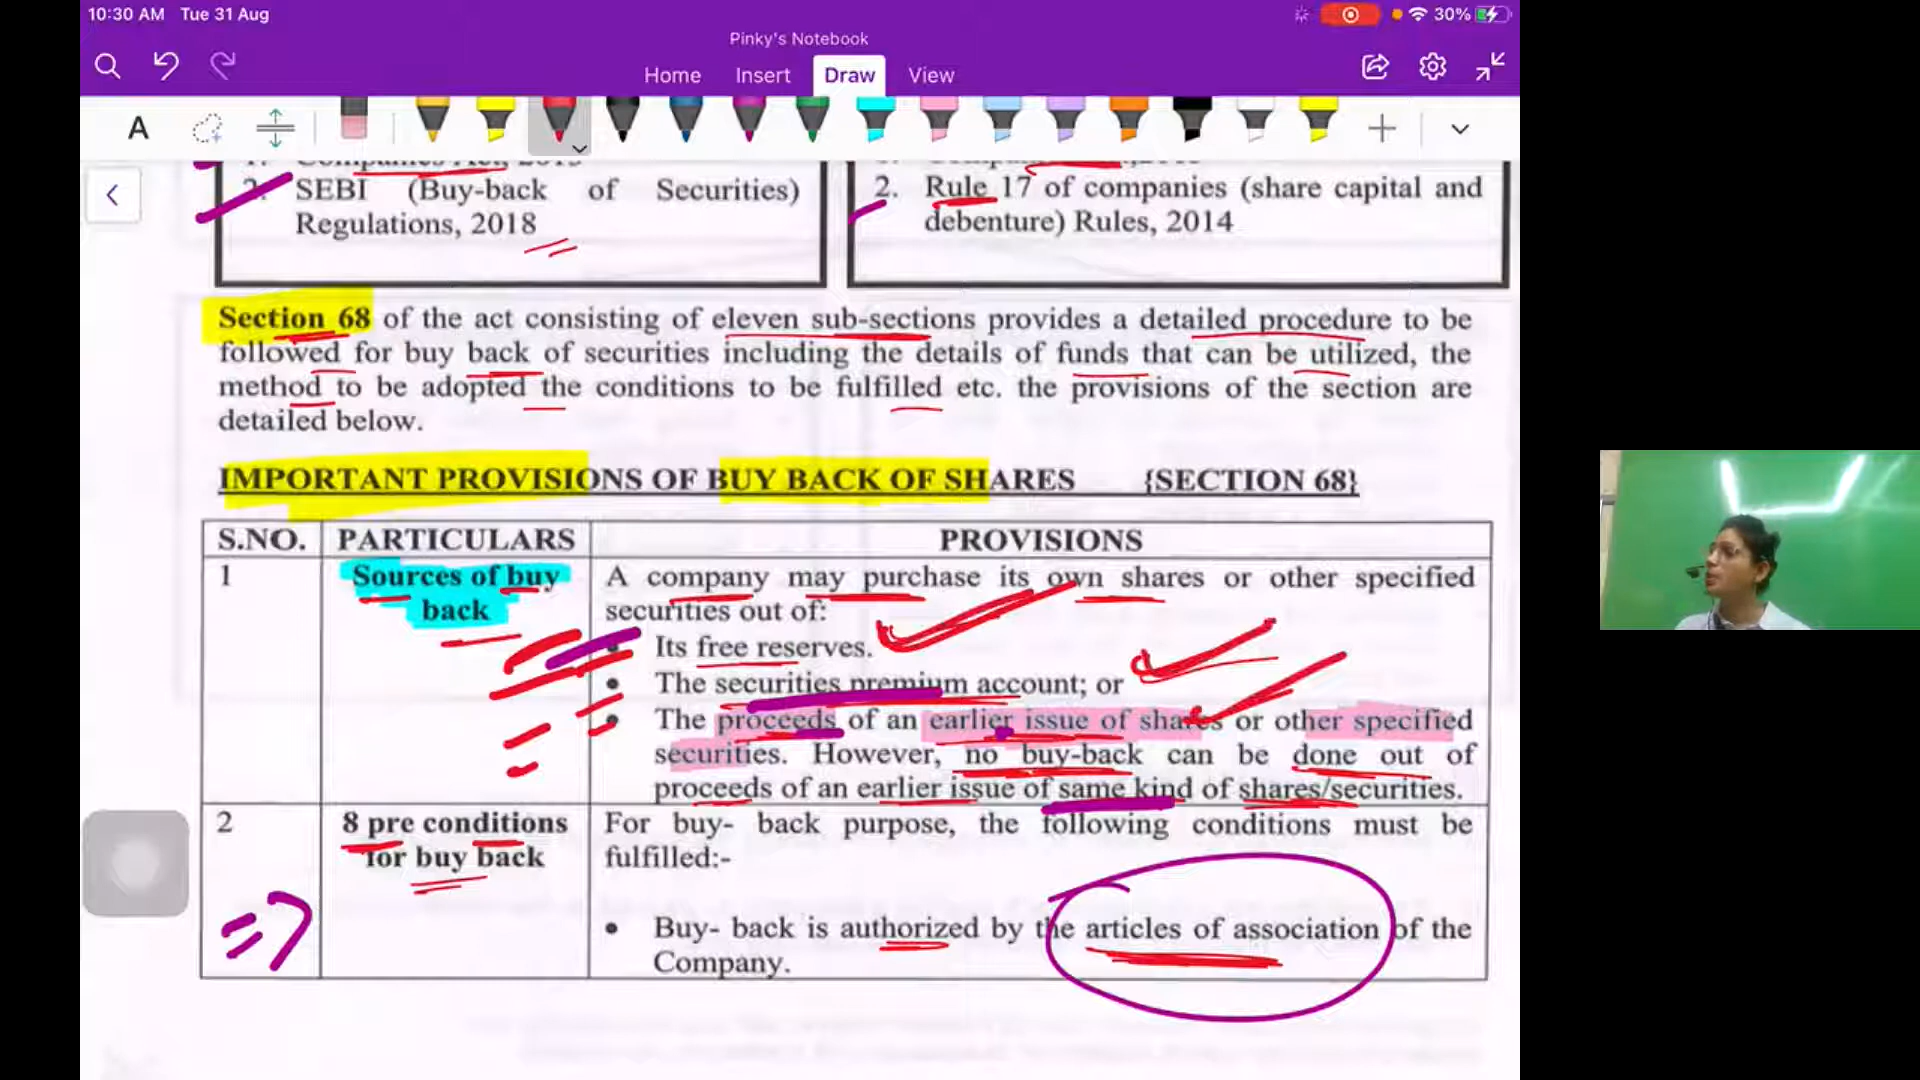 10:30 AM Tue 31 Aug
30%
Pinky's Notebook
Home Insert Draw View
A
1. Companies Act, 2013
2. SEBI (Buy-back of Securities)
Regulations, 2018
2. Rule 17 of companies (share capital and
debenture) Rules, 2014
Section 68 of the act consisting of eleven sub-sections provides a detailed procedure to be
followed for buy back of securities including the details of funds that can be utilized, the
method to be adopted the conditions to be fulfilled etc. the provisions of the section are
detailed below.
IMPORTANT PROVISIONS OF BUY BACK OF SHARES {SECTION 68}
S.NO. PARTICULARS PROVISIONS
1 Sources of buy A company may purchase its own shares or other specified
back securities out of:
Its free reserves.
The securities premium account; or
The proceeds of an earlier issue of shares or other specified
securities. However, no buy-back can be done out of
proceeds of an earlier issue of same kind of shares/securities.
2 8 pre conditions For buy- back purpose, the following conditions must be
for buy back fulfilled:-
Buy- back is authorized by the articles of association of the
Company.